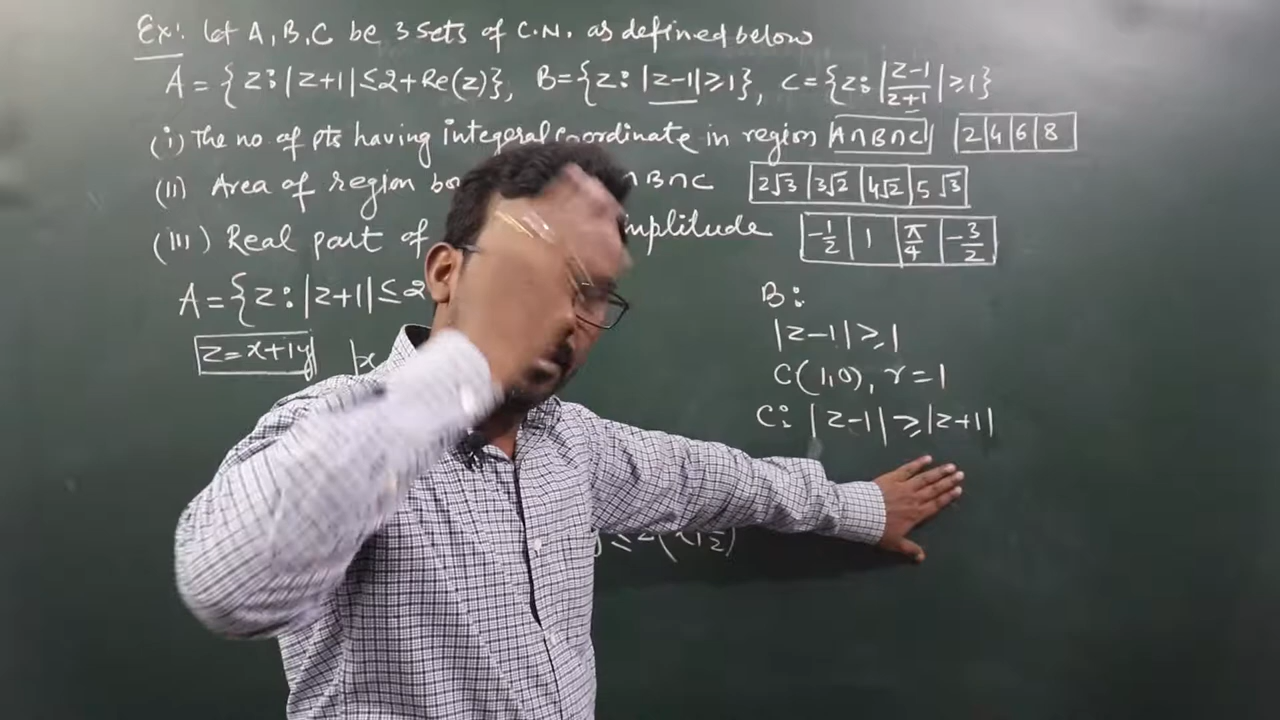 Ex: let A, B, C be 3 sets of C.N. as defined below
A = {Z: |Z+1| ≤ 2+Re(z)}, B={Z: |Z-1| ≥ 1}, C={Z: |Z-1/Z+1| ≥ 1}
(i) The no. of pts having integral coordinate in region A∩B∩C 2 | 4 | 6 | 8
(II) Area of region bo ∩B∩C 2√3 | 3√2 | 4√2 | 5√3
(III) Real part of mplitude -1/2 | 1 | π/4 | -3/2
A = {Z: |Z+1| ≤ 2
B:
Z=x+iy |x
|Z-1| ≥ 1
C(1,0), r=1
C: |Z-1| ≥ |Z+1|